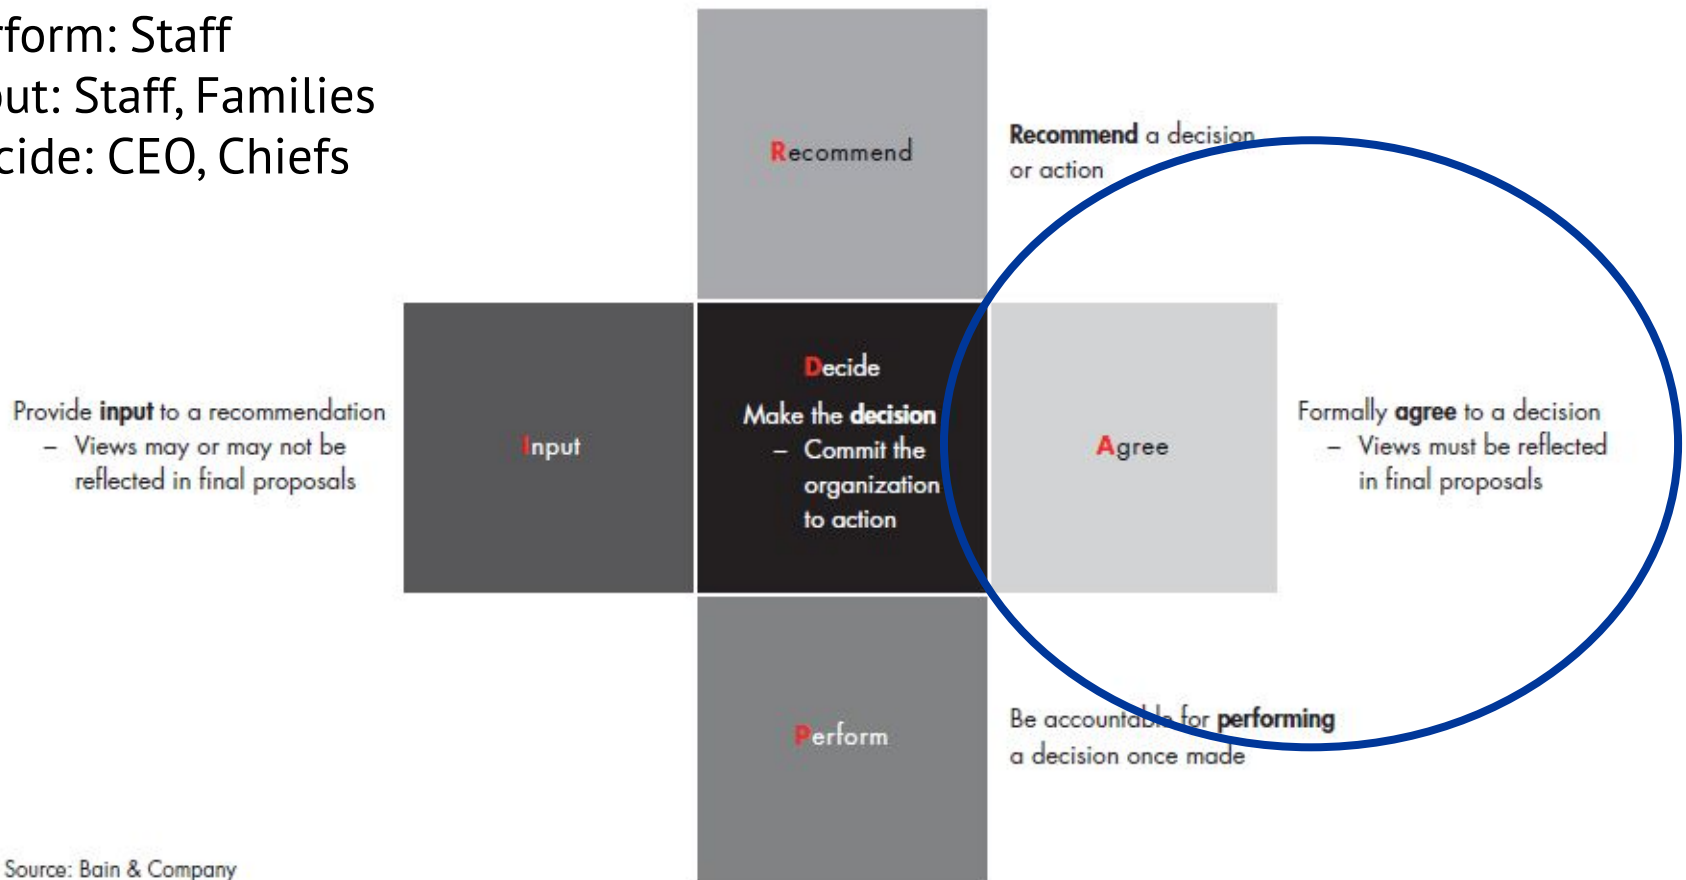 rform: Staff
out: Staff, Families
cide: CEO, Chiefs
Recommend
Recommend a decision
or action
Provide input to a recommendation
– Views may or may not be
reflected in final proposals
Input
Decide
Make the decision
– Commit the
organization
to action
Agree
Formally agree to a decision
– Views must be reflected
in final proposals
Perform
Be accountable for performing
a decision once made
Source: Bain & Company